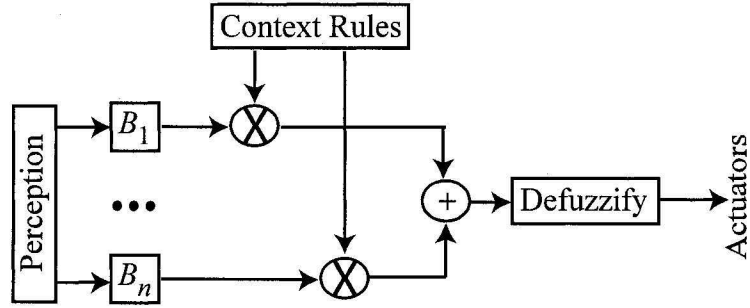 Context Rules
Perception
B1
X
+
Defuzzify
Actuators
...
Bn
X